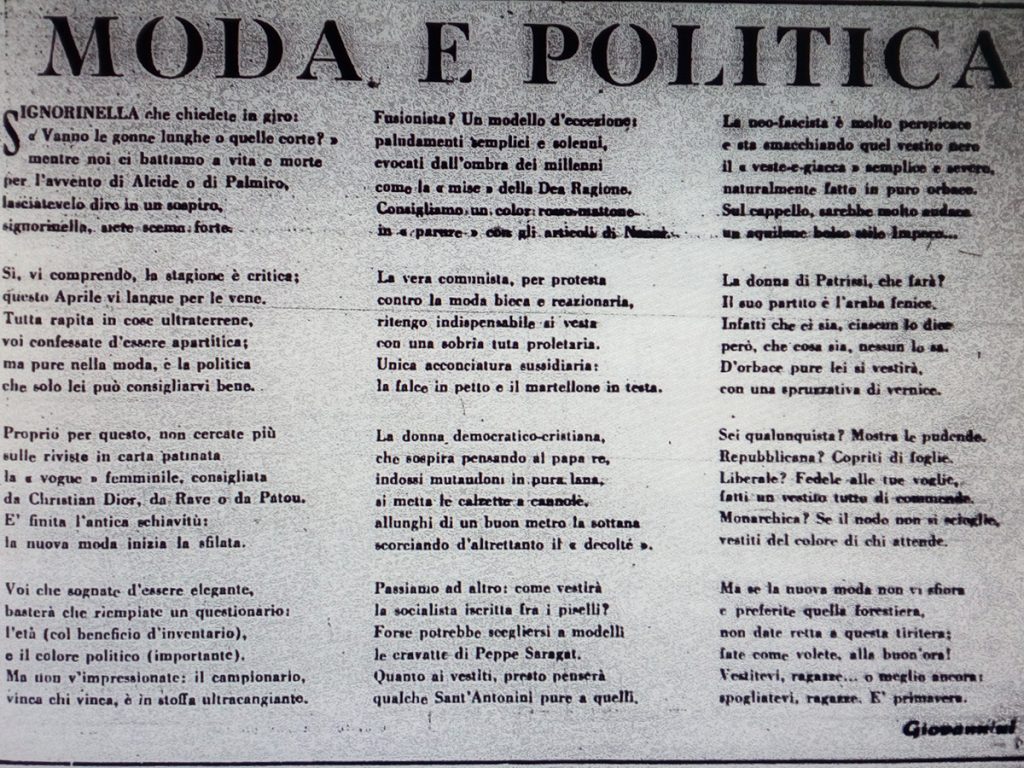 MODA E POLITICA
SIGNORINELLA che chiedete in giro:
« Vanno le gonne lunghe o quelle corte? »
mentre noi ci battiamo a vita e morte
per l'avvento di Alcide o di Palmiro,
lasciatevelo dire in un sospiro,
signorinella, siete scema forte.
Sì, vi comprendo, la stagione è critica;
questo Aprile vi langue per le vene.
Tutta rapita in cose ultraterrene,
voi confessate d'essere apartitica;
ma pure nella moda, è la politica
che solo lei può consigliarvi bene.
Proprio per questo, non cercate più
sulle riviste in carta patinata
la « vogue » femminile, consigliata
da Christian Dior, da Rave o da Patou.
E' finita l'antica schiavitù:
la nuova moda inizia la sfilata.
Voi che sognate d'essere elegante,
basterà che riempiate un questionario:
l'età (col beneficio d'inventario),
e il colore politico (importante).
Ma non v'impressionate: il campionario,
vinca chi vinca, è in stoffa ultracangiante.
Fusionista? Un modello d'eccezione:
paludamenti semplici e solenni,
evocati dall'ombra dei millenni
come la « mise » della Dea Ragione.
Consigliamo un color rosso-mattone
in « parure » con gli articoli di Nenni.
La vera comunista, per protesta
contro la moda bieca e reazionaria,
ritengo indispensabile si vesta
con una sobria tuta proletaria.
Unica acconciatura sussidiaria:
la falce in petto e il martellone in testa.
La donna democratico-cristiana,
che sospira pensando al papa re,
indossi mutandoni in pura lana,
si metta le calzette a cannolè,
allunghi di un buon metro la sottana
scorciando d'altrettanto il « decolté ».
Passiamo ad altro: come vestirà
la socialista iscritta fra i piselli?
Forse potrebbe scegliersi a modelli
le cravatte di Peppe Saragat.
Quanto ai vestiti, presto penserà
qualche Sant'Antonini pure a quelli.
La neo-fascista è molto perspicace
e sta smacchiando quel vestito nero
il « veste-e-giacca » semplice e severo,
naturalmente fatto in puro orbace.
Sul cappello, sarebbe molto audace
un aquilone bolso stile Impero...
La donna di Patrissi, che farà?
Il suo partito è l'araba fenice.
Infatti che ci sia, ciascun lo dice
però, che cosa sia, nessun lo sa.
D'orbace pure lei si vestirà,
con una spruzzativa di vernice.
Sei qualunquista? Mostra le pudende.
Repubblicana? Copriti di foglie.
Liberale? Fedele alle tue voglie,
fatti un vestito tutto di commende.
Monarchica? Se il nodo non si scioglie,
vestiti del colore di chi attende.
Ma se la nuova moda non vi sfiora
e preferite quella forestiera,
non date retta a questa tiritera;
fate come volete, alla buon'ora!
Vestitevi, ragazze... o meglio ancora:
spogliatevi, ragazze. E' primavera.
Giovannini